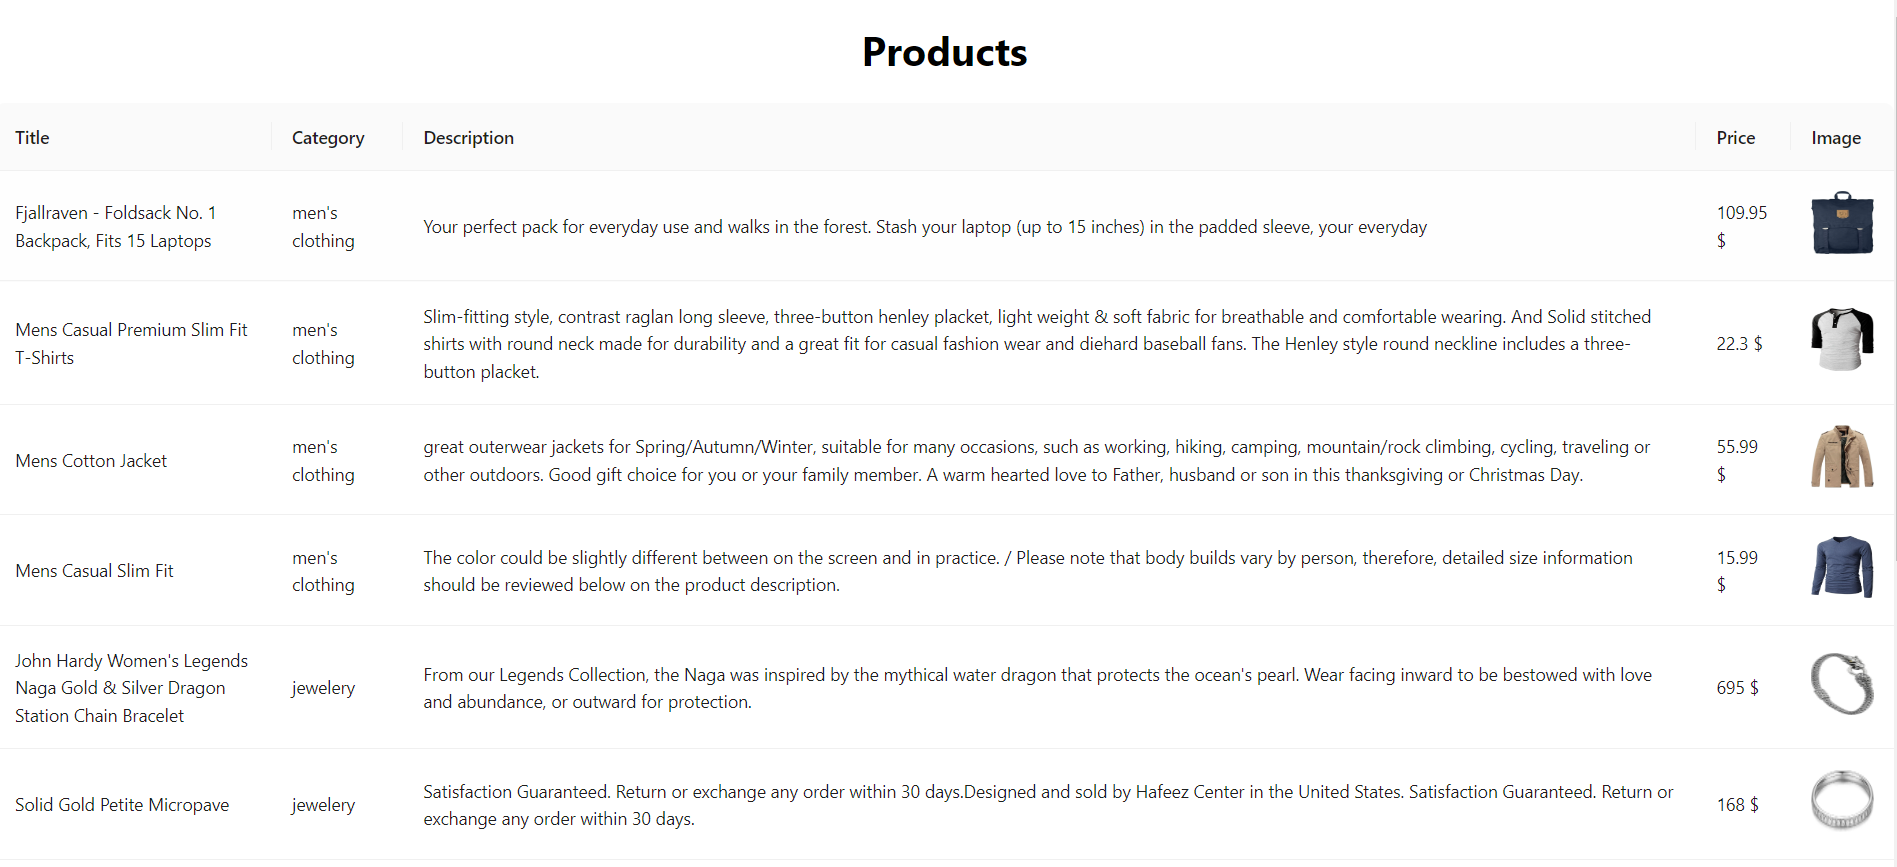 Products
Title
Category
Description
Price
Image
Fjallraven - Foldsack No. 1
Backpack, Fits 15 Laptops
men's
clothing
Your perfect pack for everyday use and walks in the forest. Stash your laptop (up to 15 inches) in the padded sleeve, your everyday
109.95
$
Mens Casual Premium Slim Fit
T-Shirts
men's
clothing
Slim-fitting style, contrast raglan long sleeve, three-button henley placket, light weight & soft fabric for breathable and comfortable wearing. And Solid stitched
shirts with round neck made for durability and a great fit for casual fashion wear and diehard baseball fans. The Henley style round neckline includes a three-
button placket.
22.3 $
Mens Cotton Jacket
men's
clothing
great outerwear jackets for Spring/Autumn/Winter, suitable for many occasions, such as working, hiking, camping, mountain/rock climbing, cycling, traveling or
other outdoors. Good gift choice for you or your family member. A warm hearted love to Father, husband or son in this thanksgiving or Christmas Day.
55.99
$
Mens Casual Slim Fit
men's
clothing
The color could be slightly different between on the screen and in practice. / Please note that body builds vary by person, therefore, detailed size information
should be reviewed below on the product description.
15.99
$
John Hardy Women's Legends
Naga Gold & Silver Dragon
Station Chain Bracelet
jewelery
From our Legends Collection, the Naga was inspired by the mythical water dragon that protects the ocean's pearl. Wear facing inward to be bestowed with love
and abundance, or outward for protection.
695 $
Solid Gold Petite Micropave
jewelery
Satisfaction Guaranteed. Return or exchange any order within 30 days.Designed and sold by Hafeez Center in the United States. Satisfaction Guaranteed. Return or
exchange any order within 30 days.
168 $